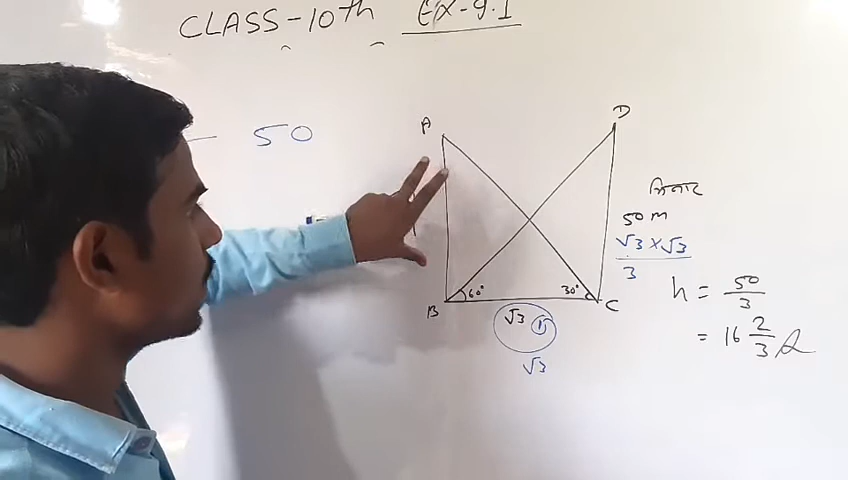 CLASS-10th EX-9.1
50
A
D
मिनार
50 m
√3 × √3
3
60°
30°
B
C
√3 1
√3
h = 50/3
= 16 2/3